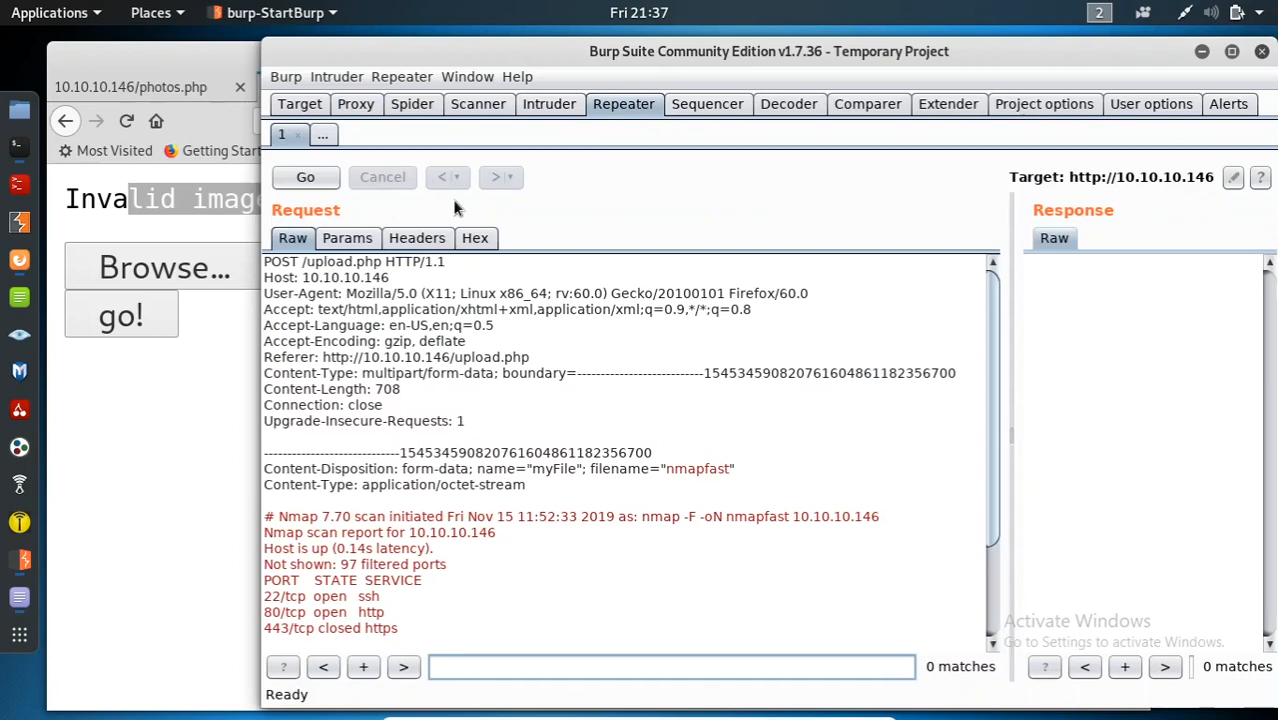 Applications Places burp-StartBurp Fri 21:37 2
Burp Suite Community Edition v1.7.36 - Temporary Project
10.10.10.146/photos.php ×
Burp Intruder Repeater Window Help
Target Proxy Spider Scanner Intruder Repeater Sequencer Decoder Comparer Extender Project options User options Alerts
1 × ...
Most Visited Getting Star
Go Cancel < > Target: http://10.10.10.146 ?
Invalid image
Browse...
go!
Request
Raw Params Headers Hex
POST /upload.php HTTP/1.1
Host: 10.10.10.146
User-Agent: Mozilla/5.0 (X11; Linux x86_64; rv:60.0) Gecko/20100101 Firefox/60.0
Accept: text/html,application/xhtml+xml,application/xml;q=0.9,*/*;q=0.8
Accept-Language: en-US,en;q=0.5
Accept-Encoding: gzip, deflate
Referer: http://10.10.10.146/upload.php
Content-Type: multipart/form-data; boundary=---------------------------154534590820761604861182356700
Content-Length: 708
Connection: close
Upgrade-Insecure-Requests: 1
-----------------------------154534590820761604861182356700
Content-Disposition: form-data; name="myFile"; filename="nmapfast"
Content-Type: application/octet-stream
# Nmap 7.70 scan initiated Fri Nov 15 11:52:33 2019 as: nmap -F -oN nmapfast 10.10.10.146
Nmap scan report for 10.10.10.146
Host is up (0.14s latency).
Not shown: 97 filtered ports
PORT STATE SERVICE
22/tcp open ssh
80/tcp open http
443/tcp closed https
? < + > 0 matches
Ready
Response
Raw
Activate Windows
Go to Settings to activate Windows.
? < + > 0 matches